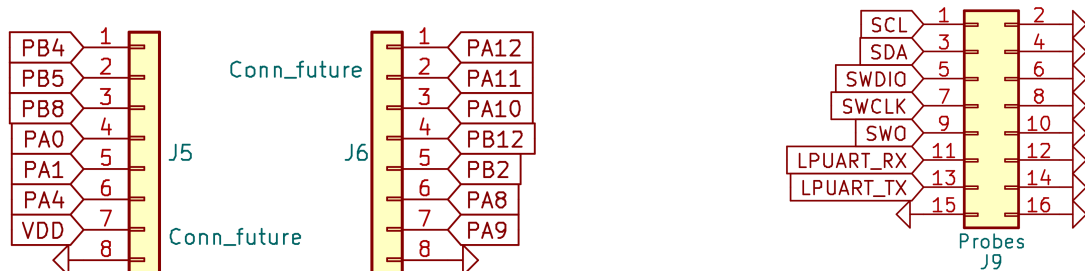 PB4 1
PB5 2
PB8 3
PA0 4
PA1 5
PA4 6
VDD 7
8
J5
Conn_future
Conn_future
J6
1 PA12
2 PA11
3 PA10
4 PB12
5 PB2
6 PA8
7 PA9
8
SCL 1 2
SDA 3 4
SWDIO 5 6
SWCLK 7 8
SWO 9 10
LPUART_RX 11 12
LPUART_TX 13 14
15 16
Probes
J9